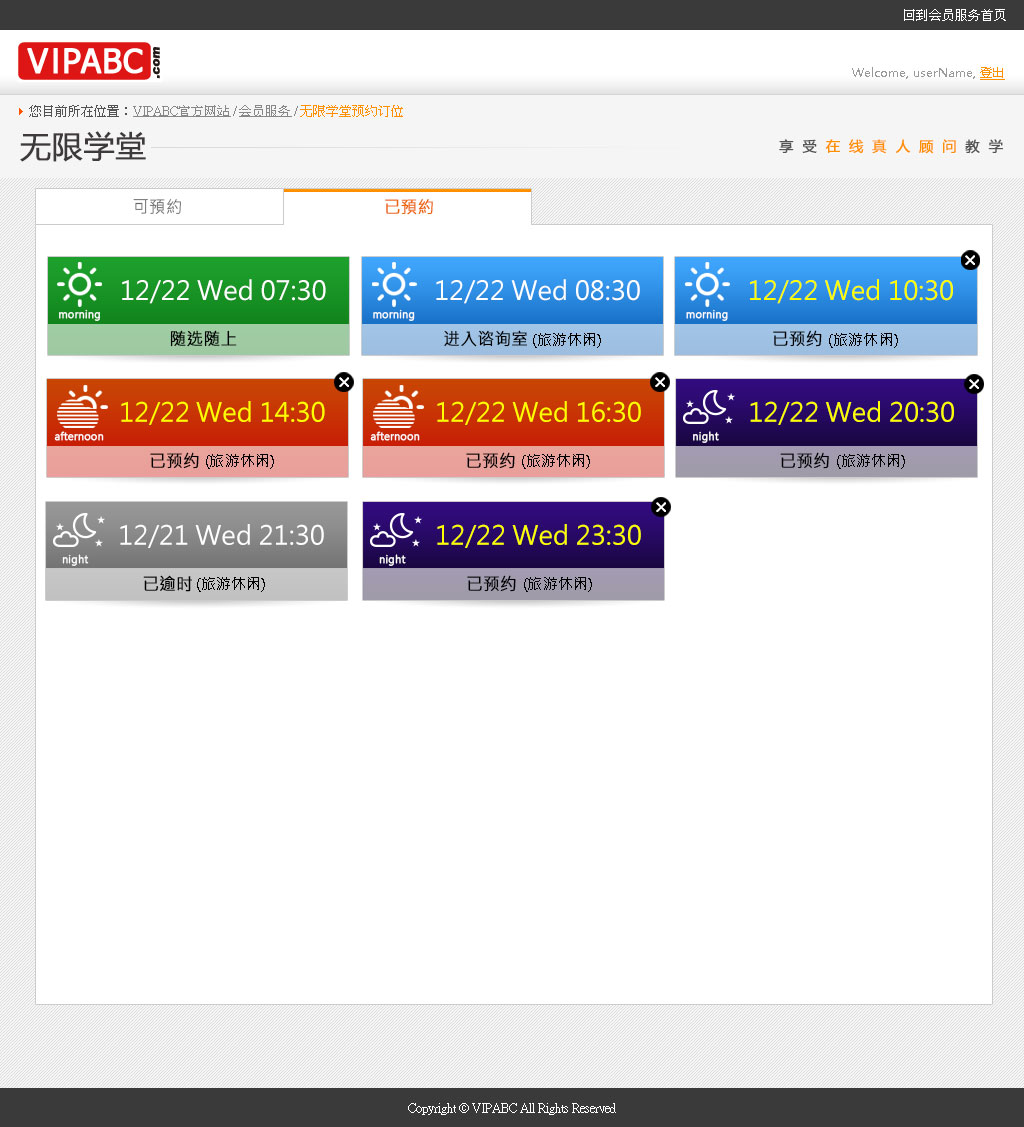 回到会员服务首页
VIPABC.com
Welcome, userName, 登出
您目前所在位置：VIPABC官方网站 / 会员服务 / 无限学堂预约订位
无限学堂
享受在线真人顾问教学
可預約
已預約
morning
12/22 Wed 07:30
随选随上
morning
12/22 Wed 08:30
进入咨询室 (旅游休闲)
morning
12/22 Wed 10:30
已预约 (旅游休闲)
afternoon
12/22 Wed 14:30
已预约 (旅游休闲)
afternoon
12/22 Wed 16:30
已预约 (旅游休闲)
night
12/22 Wed 20:30
已预约 (旅游休闲)
night
12/21 Wed 21:30
已逾时 (旅游休闲)
night
12/22 Wed 23:30
已预约 (旅游休闲)
Copyright © VIPABC All Rights Reserved